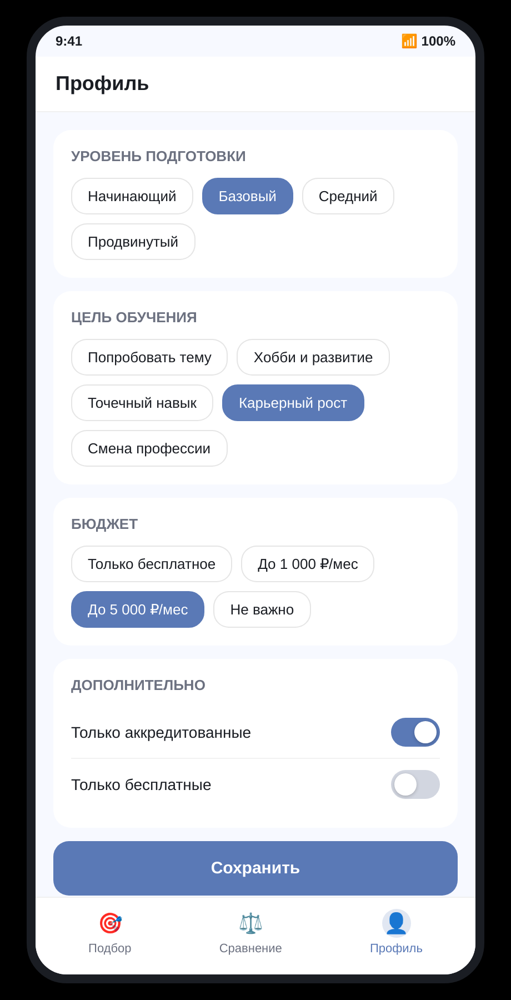 9:41 100%
Профиль
УРОВЕНЬ ПОДГОТОВКИ
Начинающий Базовый Средний
Продвинутый
ЦЕЛЬ ОБУЧЕНИЯ
Попробовать тему Хобби и развитие
Точечный навык Карьерный рост
Смена профессии
БЮДЖЕТ
Только бесплатное До 1 000 ₽/мес
До 5 000 ₽/мес Не важно
ДОПОЛНИТЕЛЬНО
Только аккредитованные
Только бесплатные
Сохранить
Подбор Сравнение Профиль